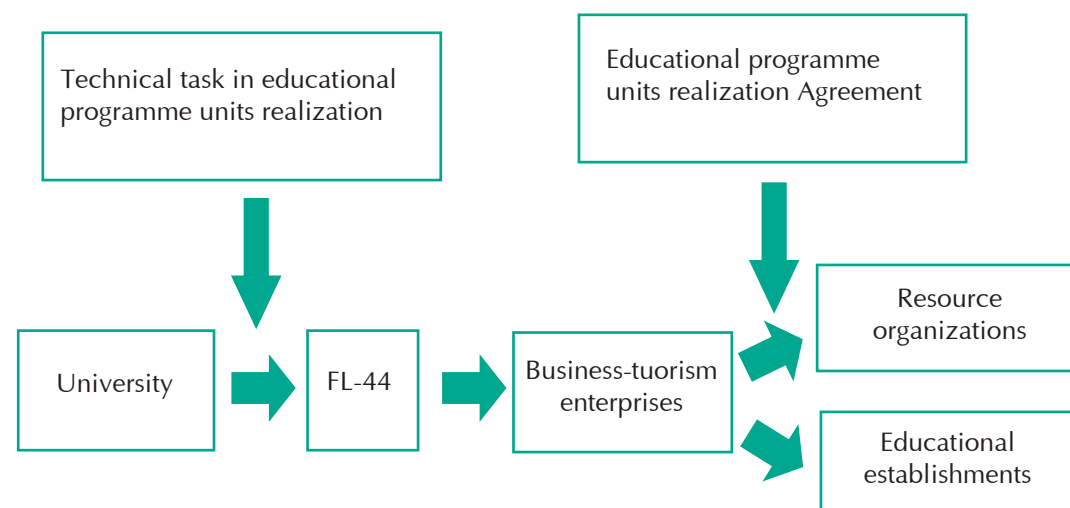 Technical task in educational
programme units realization
Educational programme
units realization Agreement
University
FL-44
Business-tuorism
enterprises
Resource
organizations
Educational
establishments